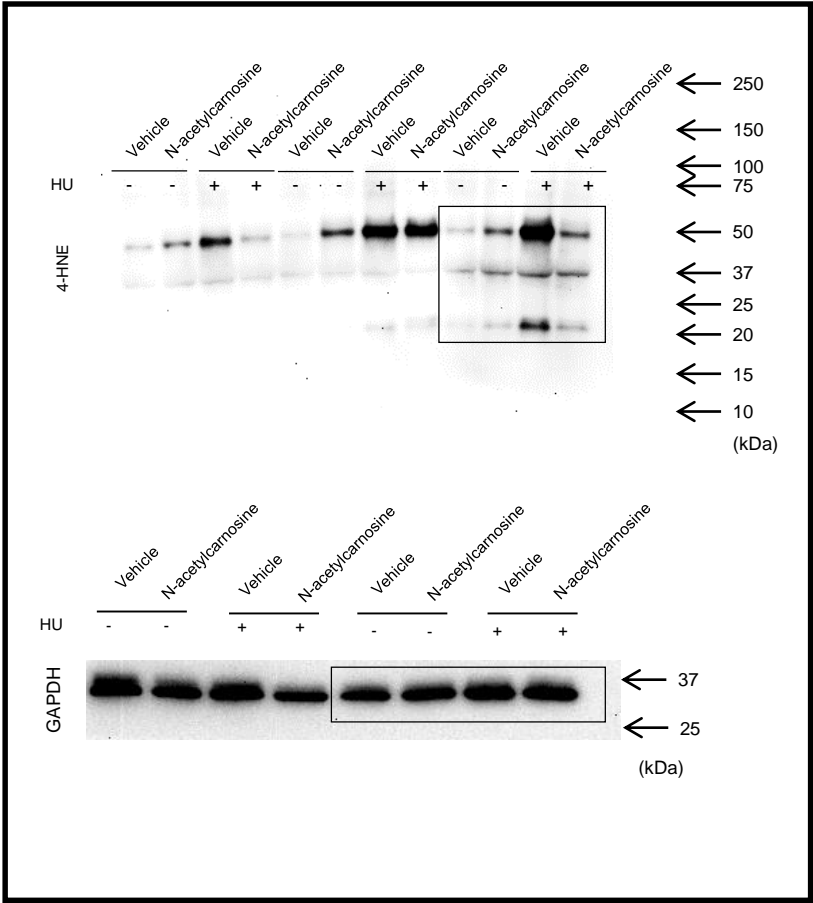 Vehicle N-acetylcarnosine Vehicle N-acetylcarnosine Vehicle N-acetylcarnosine Vehicle N-acetylcarnosine Vehicle N-acetylcarnosine Vehicle N-acetylcarnosine
HU - - + + - - + + - - + +
4-HNE
250
150
100
75
50
37
25
20
15
10
(kDa)
Vehicle N-acetylcarnosine Vehicle N-acetylcarnosine Vehicle N-acetylcarnosine Vehicle N-acetylcarnosine
HU - - + + - - + +
GAPDH
37
25
(kDa)